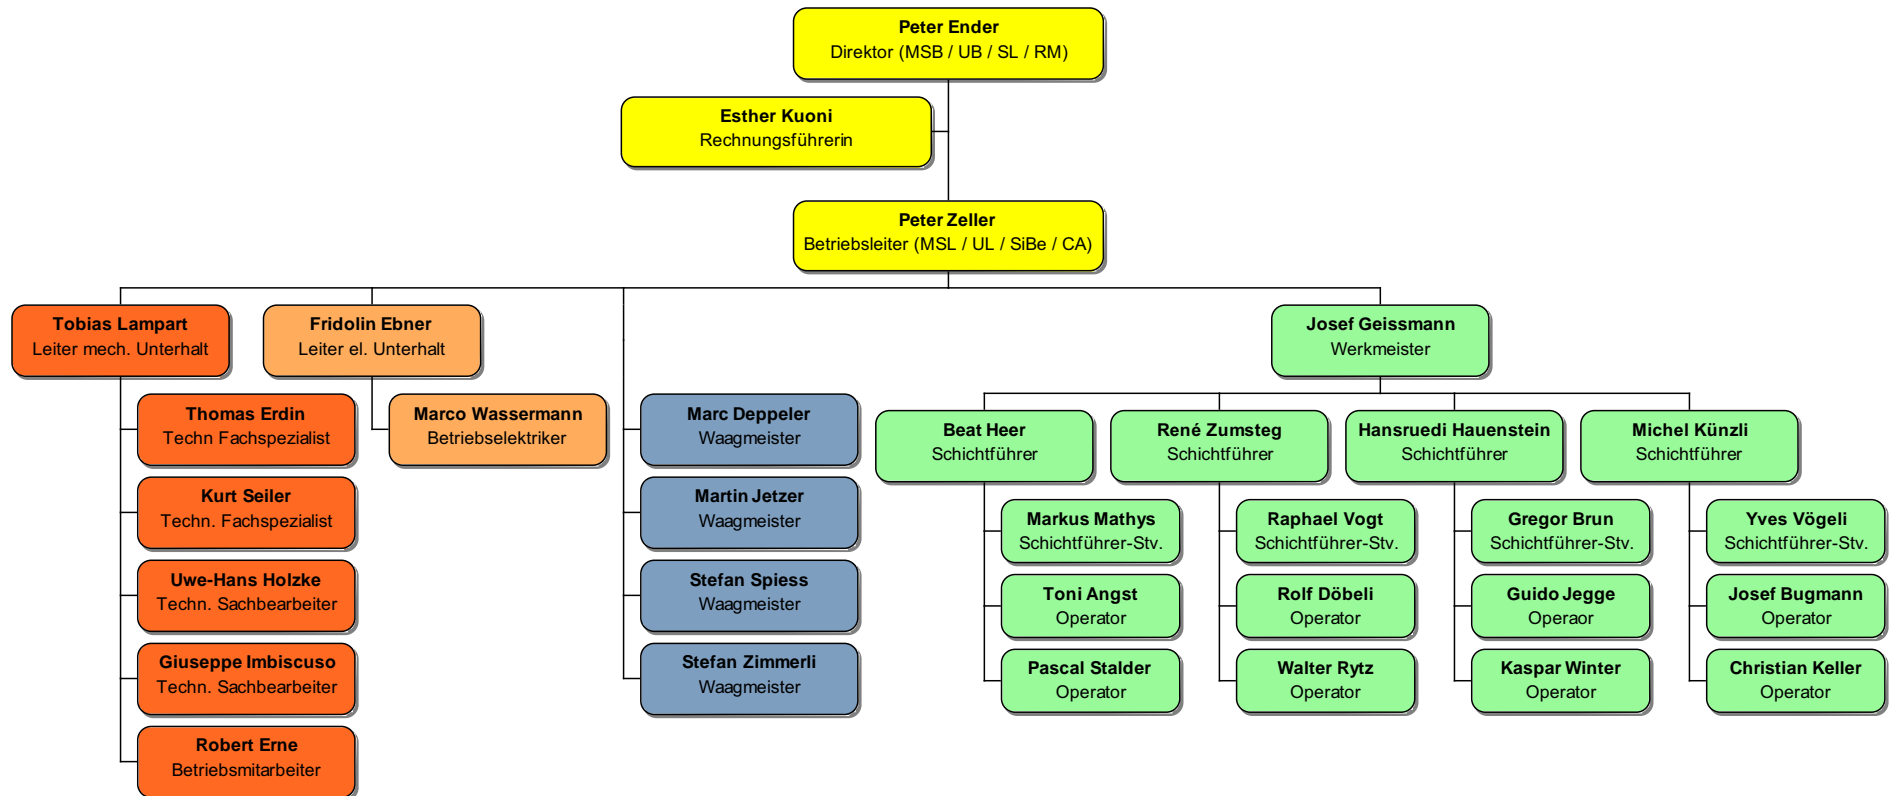 Peter Ender
Direktor (MSB / UB / SL / RM)
Esther Kuoni
Rechnungsführerin
Peter Zeller
Betriebsleiter (MSL / UL / SiBe / CA)
Tobias Lampart
Leiter mech. Unterhalt
Fridolin Ebner
Leiter el. Unterhalt
Josef Geissmann
Werkmeister
Thomas Erdin
Techn Fachspezialist
Kurt Seiler
Techn. Fachspezialist
Uwe-Hans Holzke
Techn. Sachbearbeiter
Giuseppe Imbiscuso
Techn. Sachbearbeiter
Robert Erne
Betriebsmitarbeiter
Marco Wassermann
Betriebselektriker
Marc Deppeler
Waagmeister
Martin Jetzer
Waagmeister
Stefan Spiess
Waagmeister
Stefan Zimmerli
Waagmeister
Beat Heer
Schichtführer
Markus Mathys
Schichtführer-Stv.
Toni Angst
Operator
Pascal Stalder
Operator
René Zumsteg
Schichtführer
Raphael Vogt
Schichtführer-Stv.
Rolf Döbeli
Operator
Walter Rytz
Operator
Hansruedi Hauenstein
Schichtführer
Gregor Brun
Schichtführer-Stv.
Guido Jegge
Operaor
Kaspar Winter
Operator
Michel Künzli
Schichtführer
Yves Vögeli
Schichtführer-Stv.
Josef Bugmann
Operator
Christian Keller
Operator